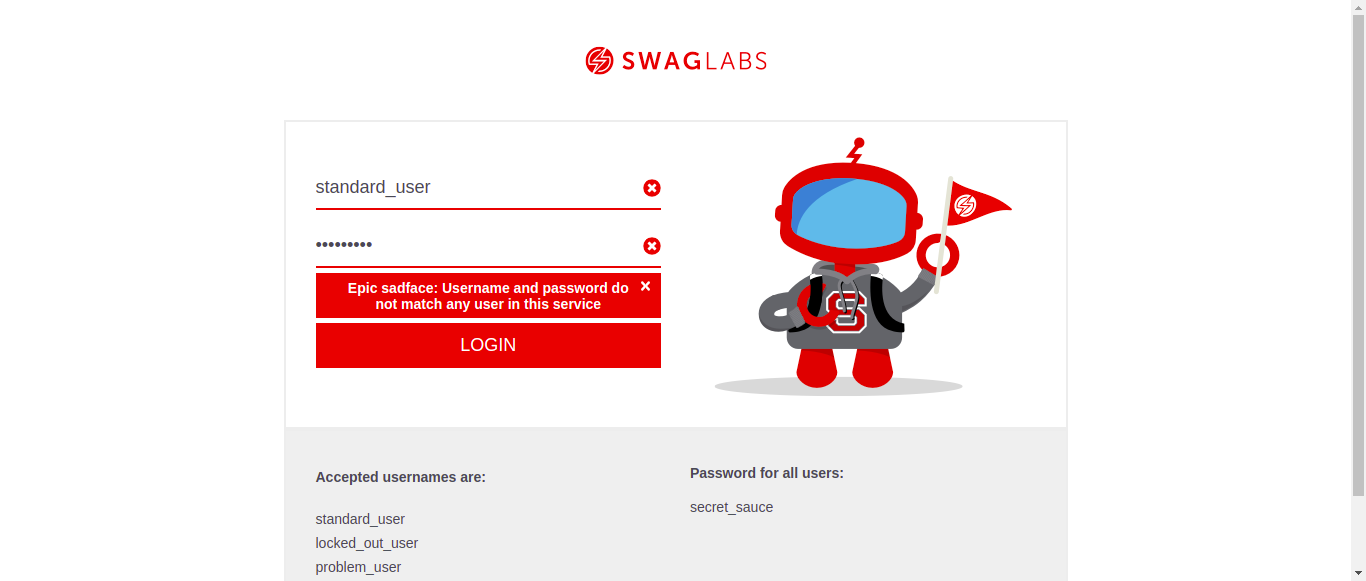 SWAGLABS
standard_user
•••••••••
Epic sadface: Username and password do
not match any user in this service
LOGIN
S
Accepted usernames are:
standard_user
locked_out_user
problem_user
Password for all users:
secret_sauce